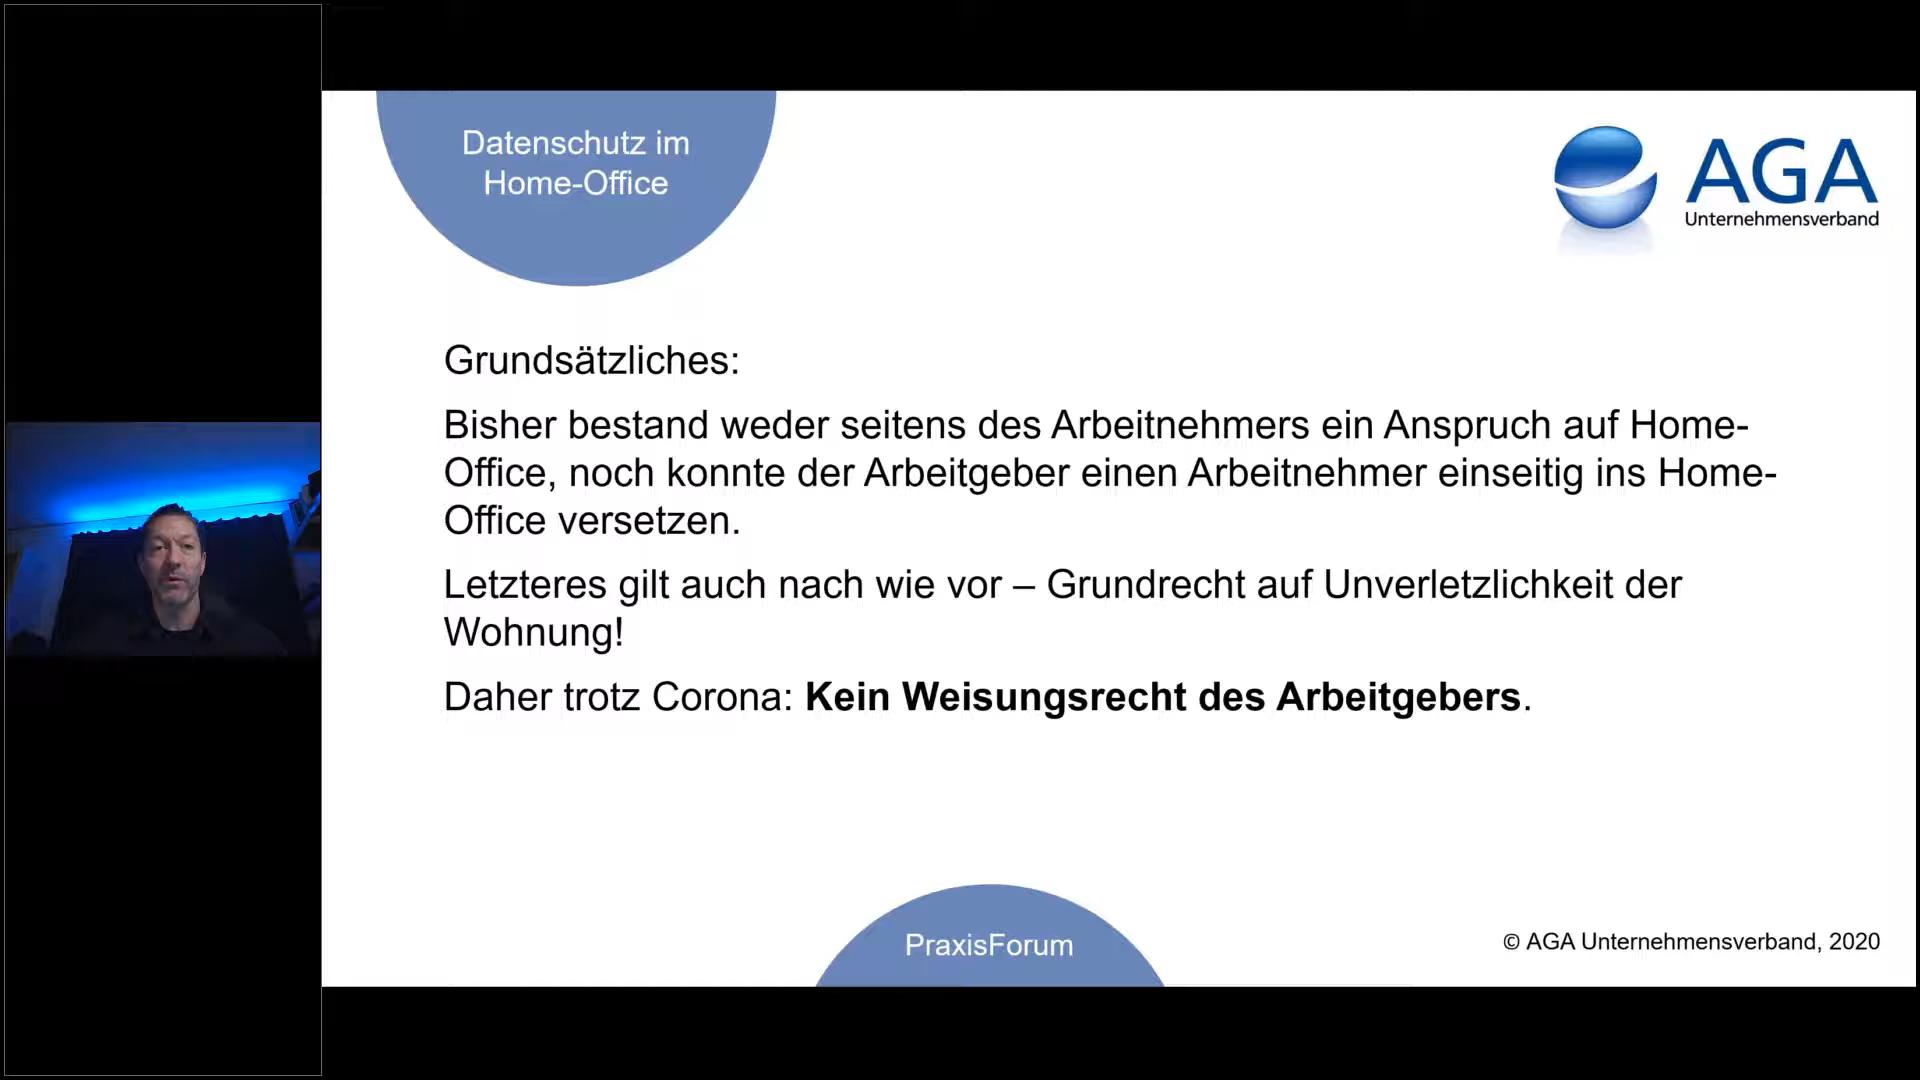 Datenschutz im
Home-Office
AGA
Unternehmensverband
Grundsätzliches:
Bisher bestand weder seitens des Arbeitnehmers ein Anspruch auf Home-
Office, noch konnte der Arbeitgeber einen Arbeitnehmer einseitig ins Home-
Office versetzen.
Letzteres gilt auch nach wie vor – Grundrecht auf Unverletzlichkeit der
Wohnung!
Daher trotz Corona: Kein Weisungsrecht des Arbeitgebers.
PraxisForum
© AGA Unternehmensverband, 2020